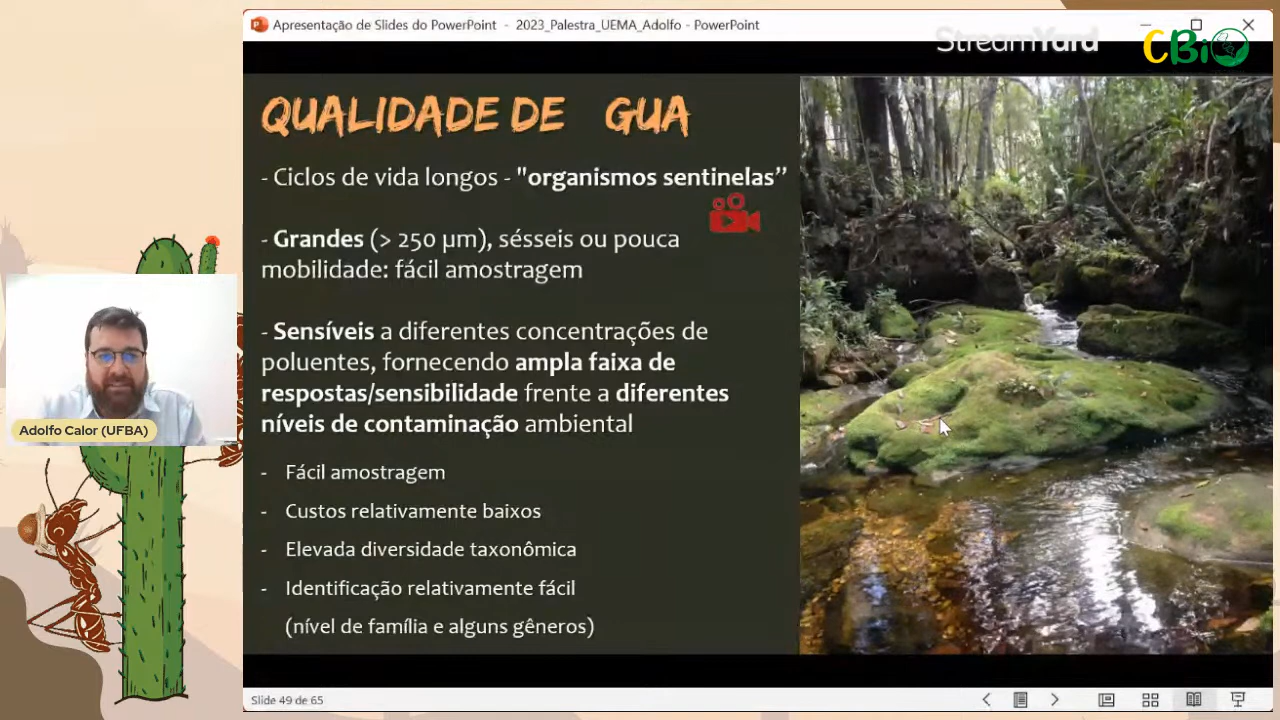 Apresentação de Slides do PowerPoint - 2023_Palestra_UEMA_Adolfo - PowerPoint
StreamYard
CBiO
QUALIDADE DE GUA
- Ciclos de vida longos - "organismos sentinelas”
- Grandes (> 250 µm), sésseis ou pouca
mobilidade: fácil amostragem
- Sensíveis a diferentes concentrações de
poluentes, fornecendo ampla faixa de
respostas/sensibilidade frente a diferentes
níveis de contaminação ambiental
- Fácil amostragem
- Custos relativamente baixos
- Elevada diversidade taxonômica
- Identificação relativamente fácil
(nível de família e alguns gêneros)
Adolfo Calor (UFBA)
Slide 49 de 65